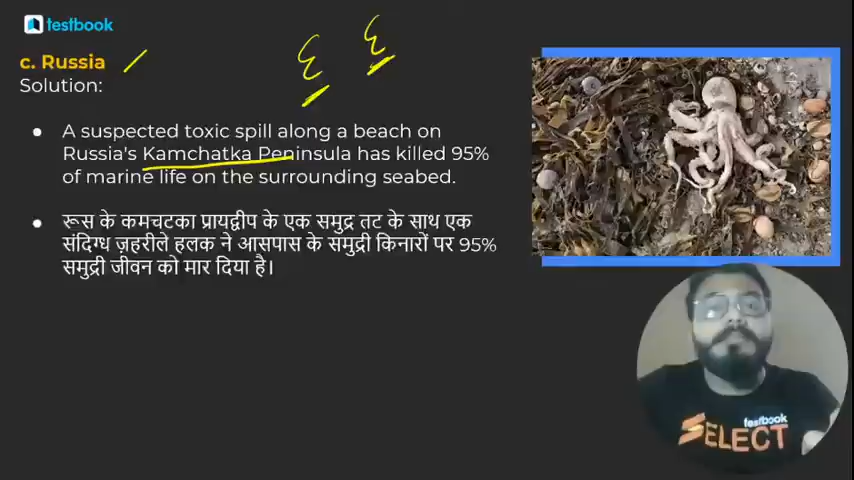 testbook
c. Russia
Solution:
● A suspected toxic spill along a beach on
Russia's Kamchatka Peninsula has killed 95%
of marine life on the surrounding seabed.
● रूस के कमचटका प्रायद्वीप के एक समुद्र तट के साथ एक
संदिग्ध ज़हरीले हलक ने आसपास के समुद्री किनारों पर 95%
समुद्री जीवन को मार दिया है।
testbook
SELECT